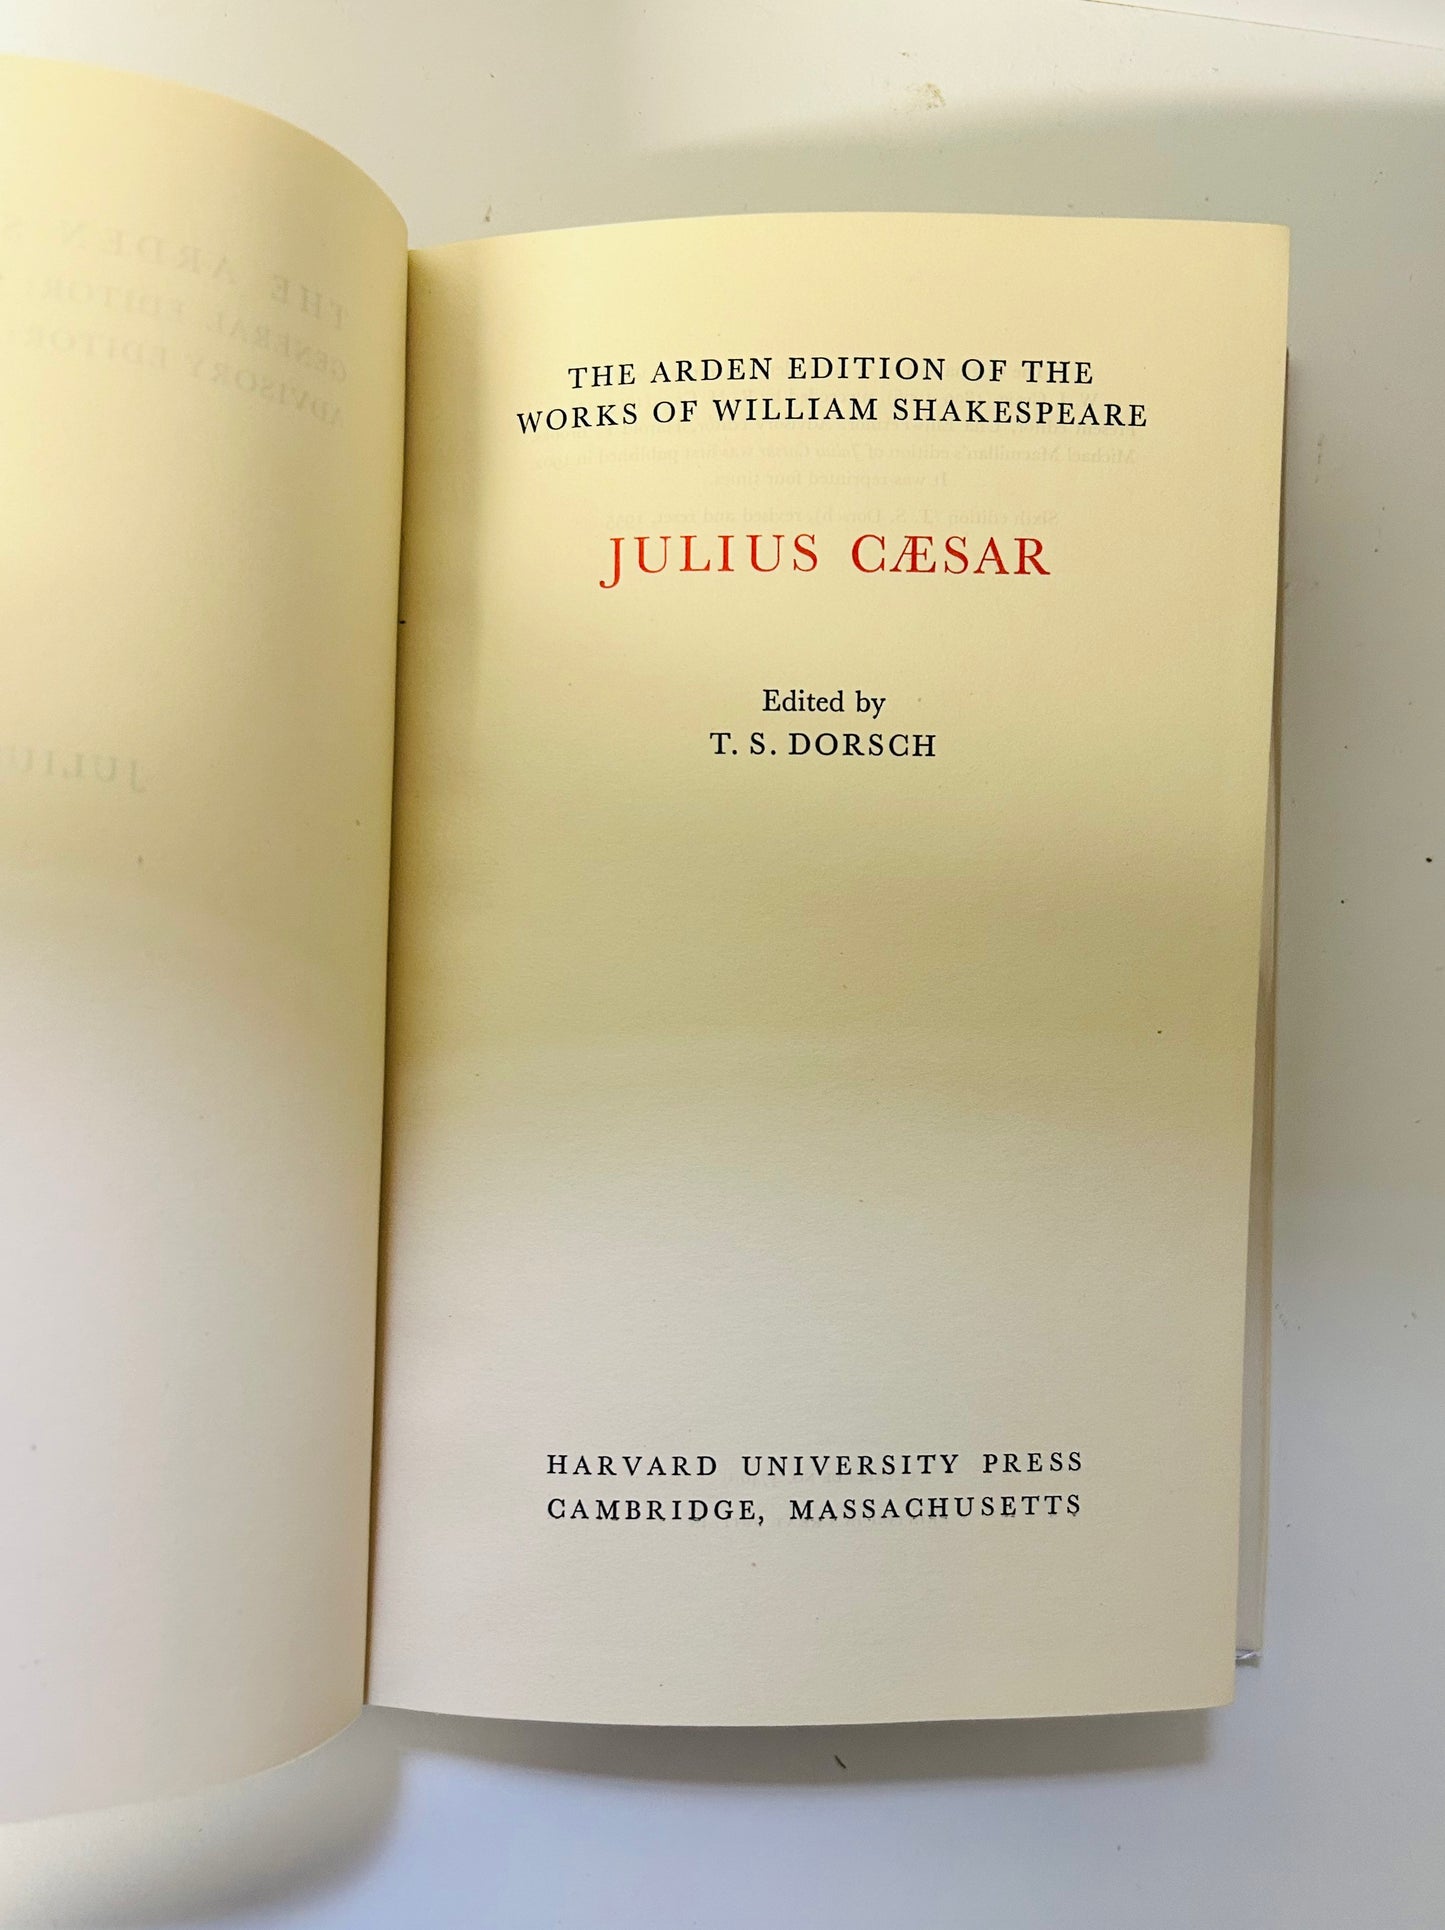 THE ARDEN EDITION OF THE
WORKS OF WILLIAM SHAKESPEARE
JULIUS CÆSAR
Edited by
T. S. DORSCH
HARVARD UNIVERSITY PRESS
CAMBRIDGE, MASSACHUSETTS